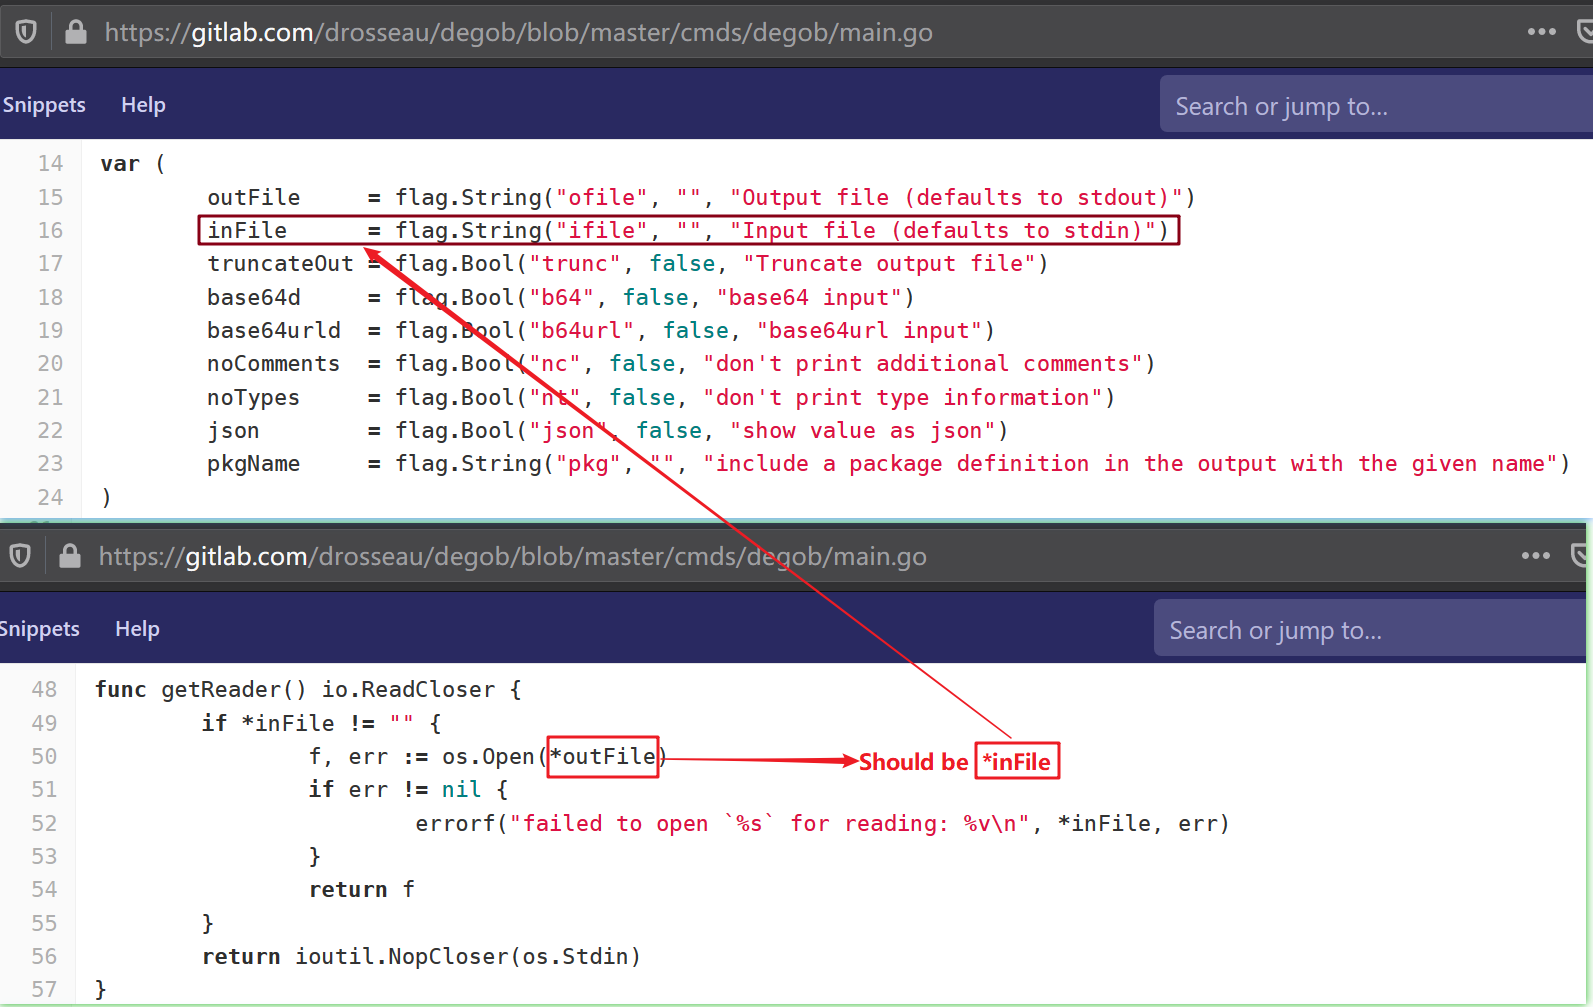 https://gitlab.com/drosseau/degob/blob/master/cmds/degob/main.go
Snippets Help Search or jump to...
14 var (
15 outFile = flag.String("ofile", "", "Output file (defaults to stdout)")
16 inFile = flag.String("ifile", "", "Input file (defaults to stdin)")
17 truncateOut = flag.Bool("trunc", false, "Truncate output file")
18 base64d = flag.Bool("b64", false, "base64 input")
19 base64urld = flag.Bool("b64url", false, "base64url input")
20 noComments = flag.Bool("nc", false, "don't print additional comments")
21 noTypes = flag.Bool("nt", false, "don't print type information")
22 json = flag.Bool("json", false, "show value as json")
23 pkgName = flag.String("pkg", "", "include a package definition in the output with the given name")
24 )
https://gitlab.com/drosseau/degob/blob/master/cmds/degob/main.go
Snippets Help Search or jump to...
48 func getReader() io.ReadCloser {
49 if *inFile != "" {
50 f, err := os.Open(*outFile) Should be *inFile
51 if err != nil {
52 errorf("failed to open `%s` for reading: %v\n", *inFile, err)
53 }
54 return f
55 }
56 return ioutil.NopCloser(os.Stdin)
57 }